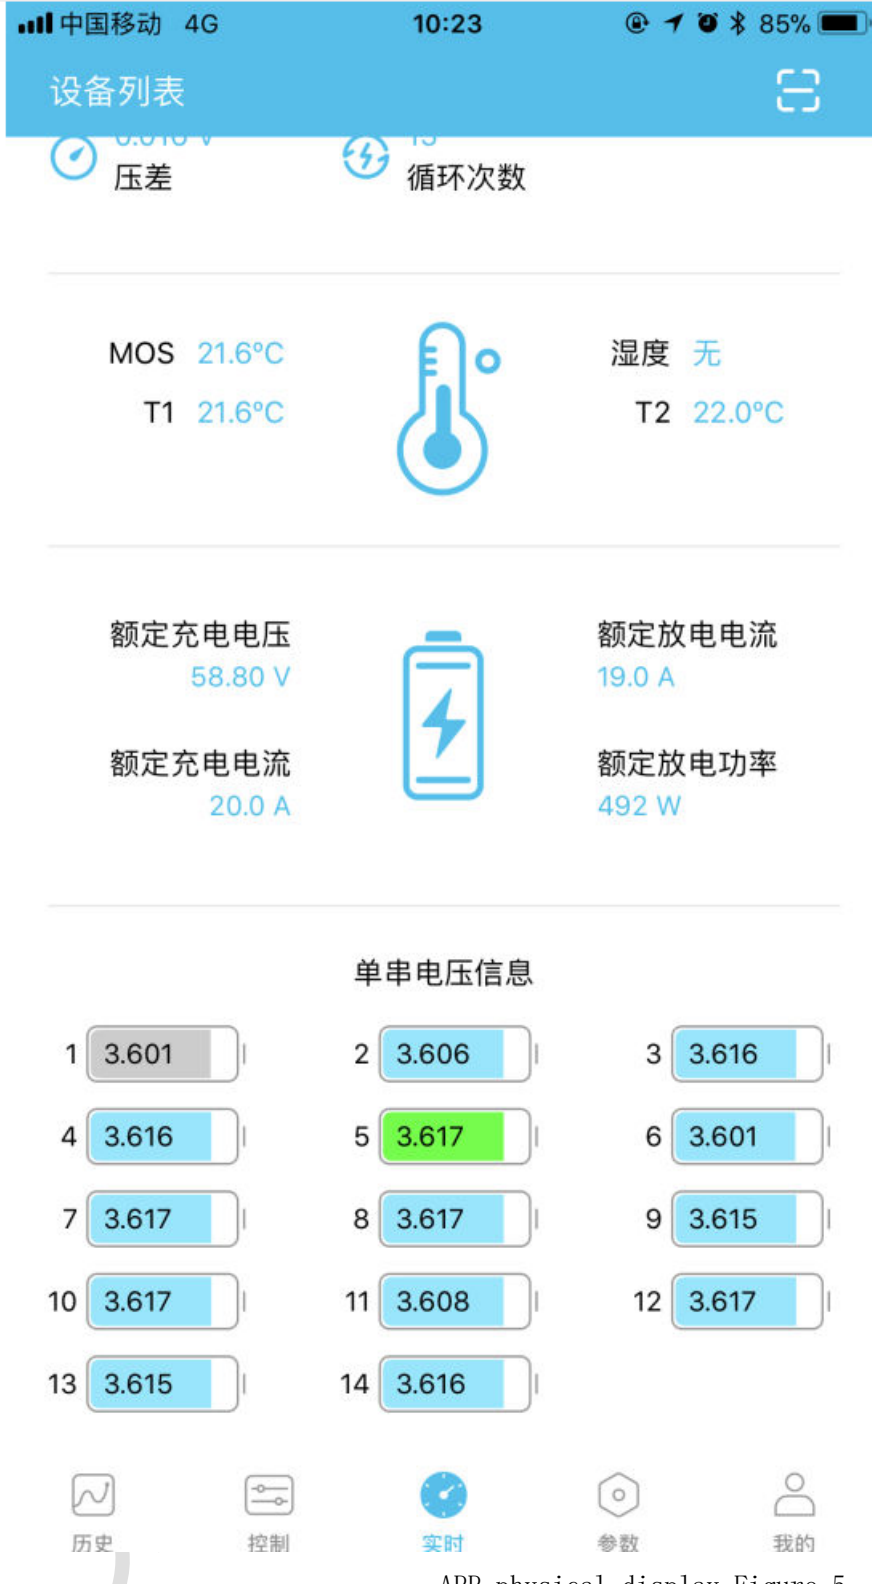 中国移动 4G 10:23 85%
设备列表
0.016 V 13
压差 循环次数
MOS 21.6°C 湿度 无
T1 21.6°C T2 22.0°C
额定充电电压 额定放电电流
58.80 V 19.0 A
额定充电电流 额定放电功率
20.0 A 492 W
单串电压信息
1 3.601 2 3.606 3 3.616
4 3.616 5 3.617 6 3.601
7 3.617 8 3.617 9 3.615
10 3.617 11 3.608 12 3.617
13 3.615 14 3.616
历史 控制 实时 参数 我的
APP physical display Figure 5